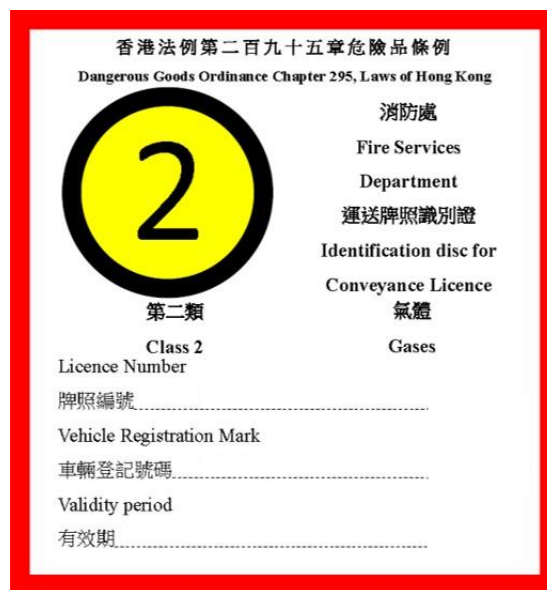 香港法例第二百九十五章危險品條例
Dangerous Goods Ordinance Chapter 295, Laws of Hong Kong
2
消防處
Fire Services
Department
運送牌照識別證
Identification disc for
Conveyance Licence
第二類
氣體
Class 2
Gases
Licence Number
牌照編號
Vehicle Registration Mark
車輛登記號碼
Validity period
有效期